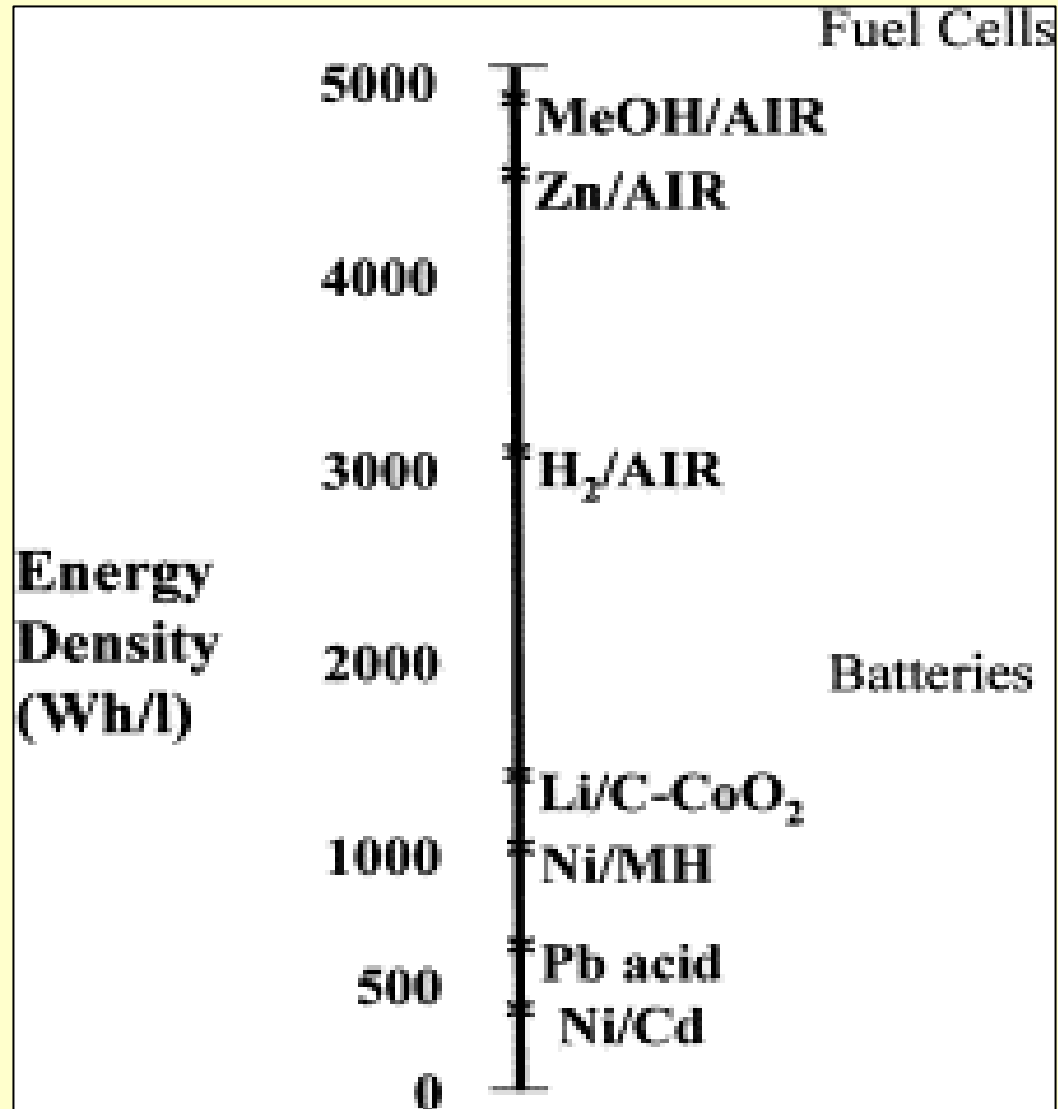 Fuel Cells
5000
MeOH/AIR
Zn/AIR
4000
3000
H₂/AIR
Energy
Density
(Wh/l)
2000
Batteries
Li/C-CoO₂
1000
Ni/MH
Pb acid
500
Ni/Cd
0